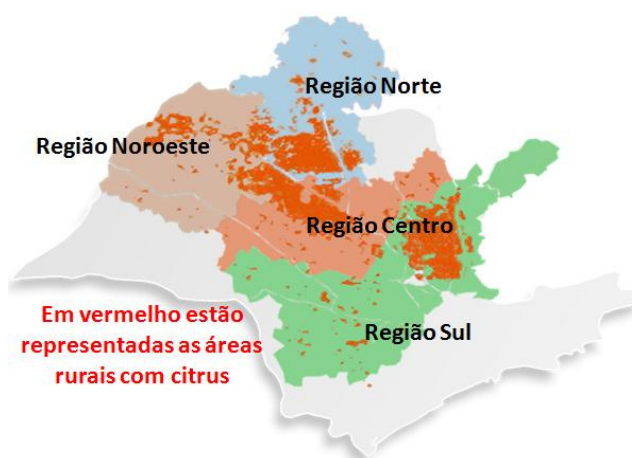 Região Norte
Região Noroeste
Região Centro
Em vermelho estão
representadas as áreas
rurais com citrus
Região Sul